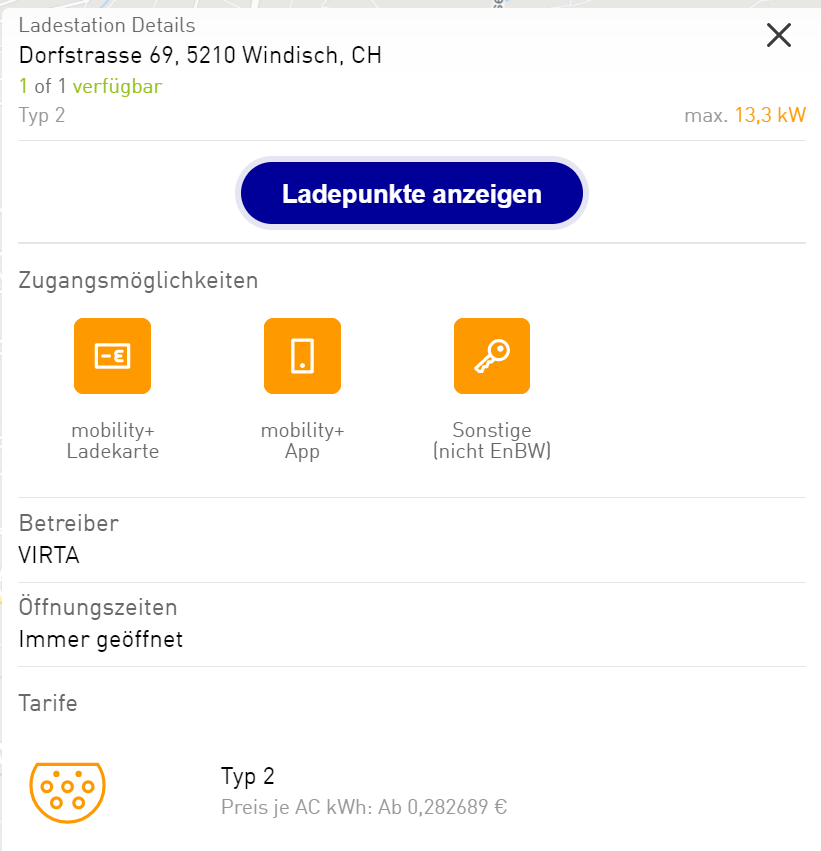 Ladestation Details
Dorfstrasse 69, 5210 Windisch, CH
1 of 1 verfügbar
Typ 2 max. 13,3 kW
Ladepunkte anzeigen
Zugangsmöglichkeiten
mobility+ Ladekarte
mobility+ App
Sonstige (nicht EnBW)
Betreiber
VIRTA
Öffnungszeiten
Immer geöffnet
Tarife
Typ 2
Preis je AC kWh: Ab 0,282689 €